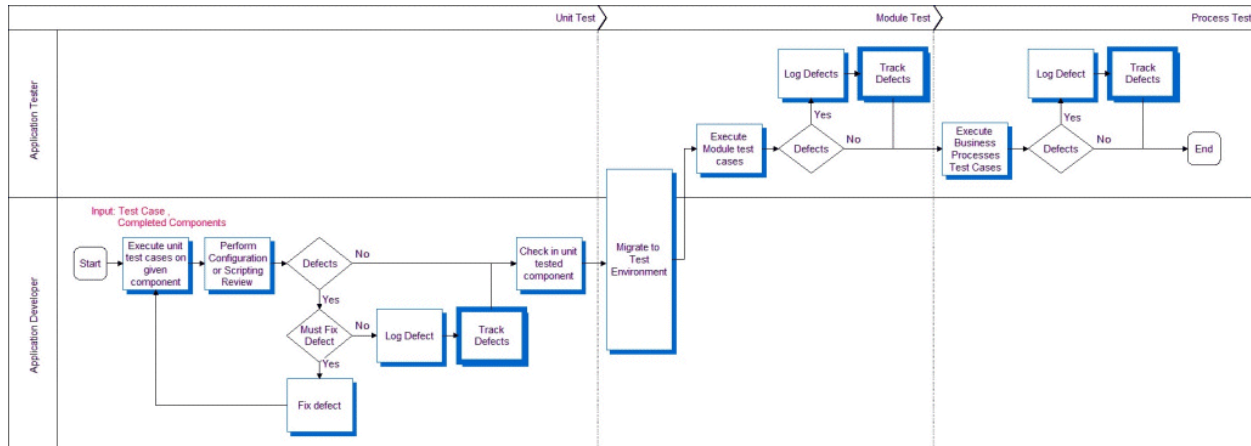 Unit Test
Module Test
Process Test
Application Tester
Log Defects
Track
Defects
Yes
Execute
Module test
cases
Defects
No
Log Defect
Track
Defects
Yes
Execute
Business
Processes
Test Cases
Defects
No
End
Application Developer
Input: Test Case ,
Completed Components
Start
Execute unit
test cases on
given
component
Perform
Configuration
or Scripting
Review
Defects
No
Yes
Check in unit
tested
component
Migrate to
Test
Environment
Must Fix
Defect
No
Yes
Log Defect
Track
Defects
Fix defect